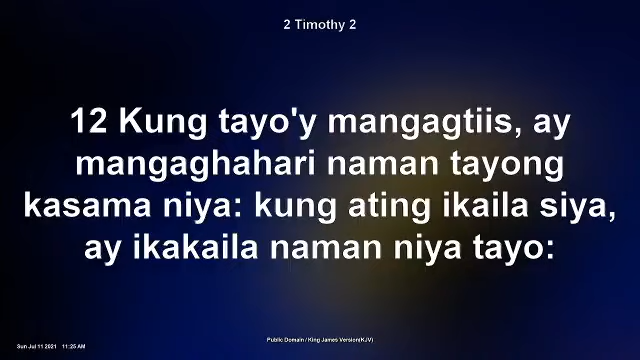 2 Timothy 2
12 Kung tayo'y mangagtiis, ay
mangaghahari naman tayong
kasama niya: kung ating ikaila siya,
ay ikakaila naman niya tayo:
Public Domain / King James Version(KJV)
Sun Jul 11 2021 11:25 AM